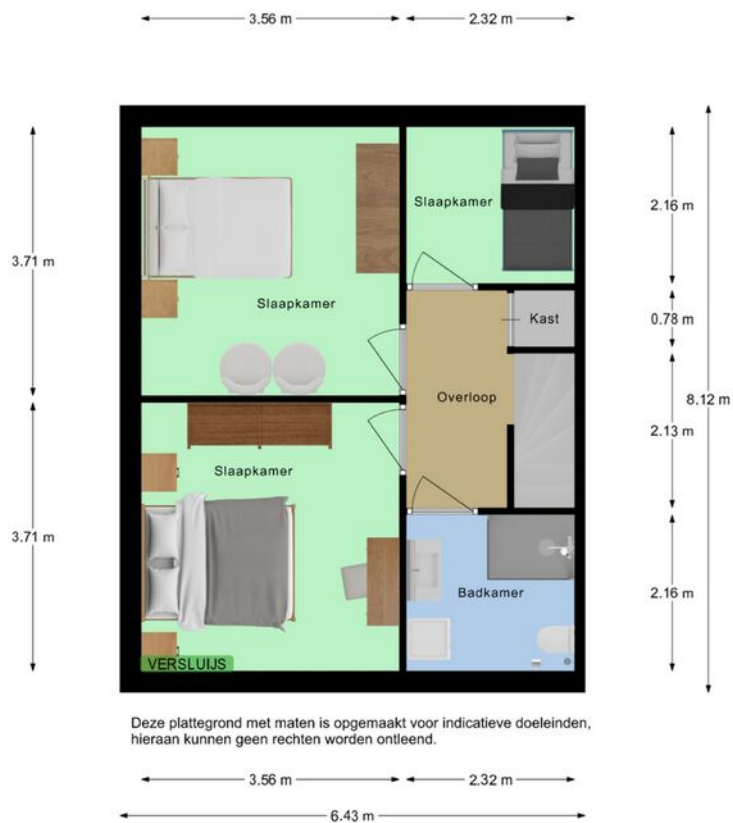 3.56 m
2.32 m
3.71 m
Slaapkamer
Slaapkamer
2.16 m
Kast
0.78 m
Overloop
8.12 m
2.13 m
Slaapkamer
3.71 m
Badkamer
2.16 m
VERSLUIJS
Deze plattegrond met maten is opgemaakt voor indicatieve doeleinden,
hieraan kunnen geen rechten worden ontleend.
3.56 m
2.32 m
6.43 m